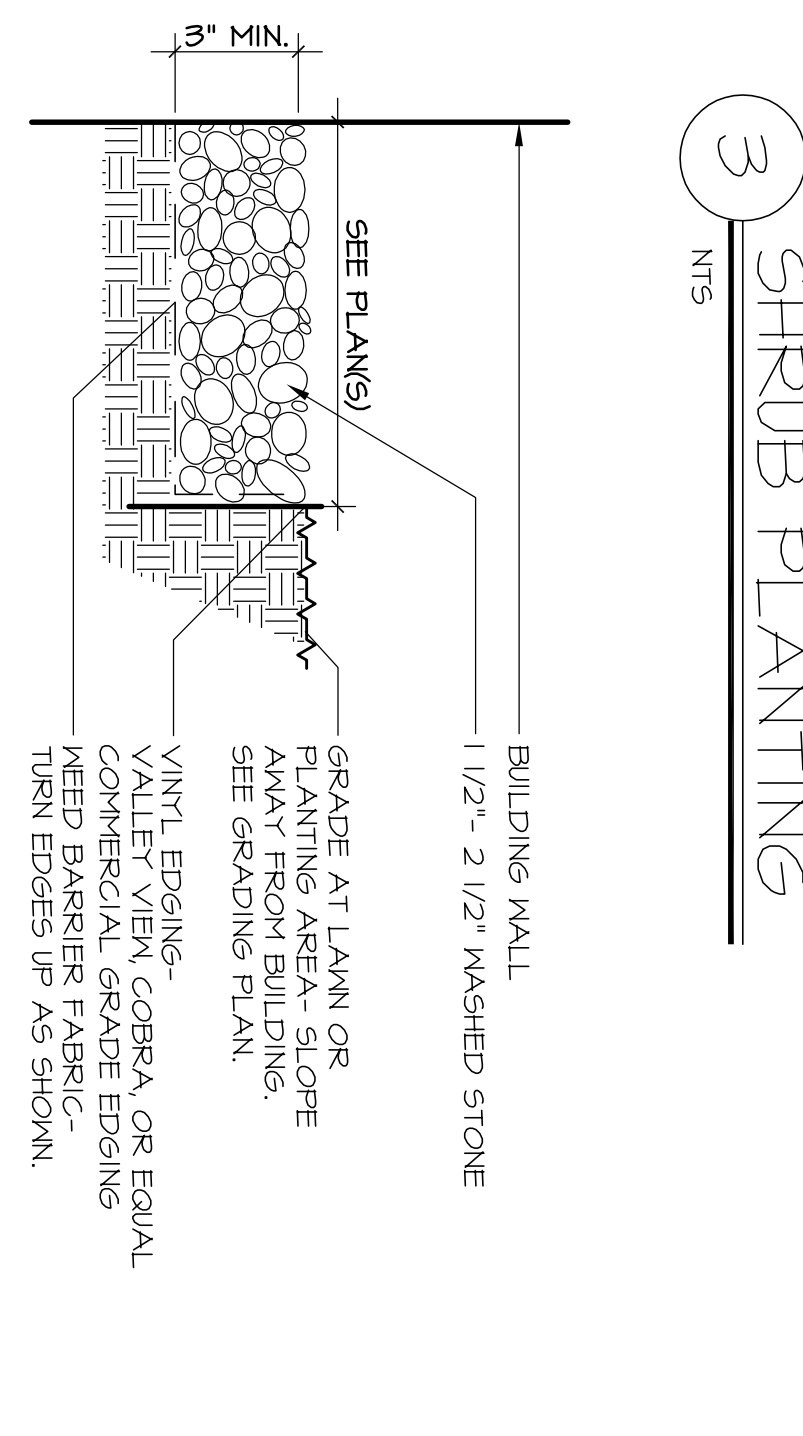 3
SHRUB PLANTING
NTS
BUILDING WALL
1 1/2"- 2 1/2" WASHED STONE
SEE PLAN(S)
3" MIN.
GRADE AT LAWN OR
PLANTING AREA- SLOPE
AWAY FROM BUILDING.
SEE GRADING PLAN.
VINYL EDGING-
VALLEY VIEW, COBRA, OR EQUAL
COMMERCIAL GRADE EDGING
WEED BARRIER FABRIC-
TURN EDGES UP AS SHOWN.